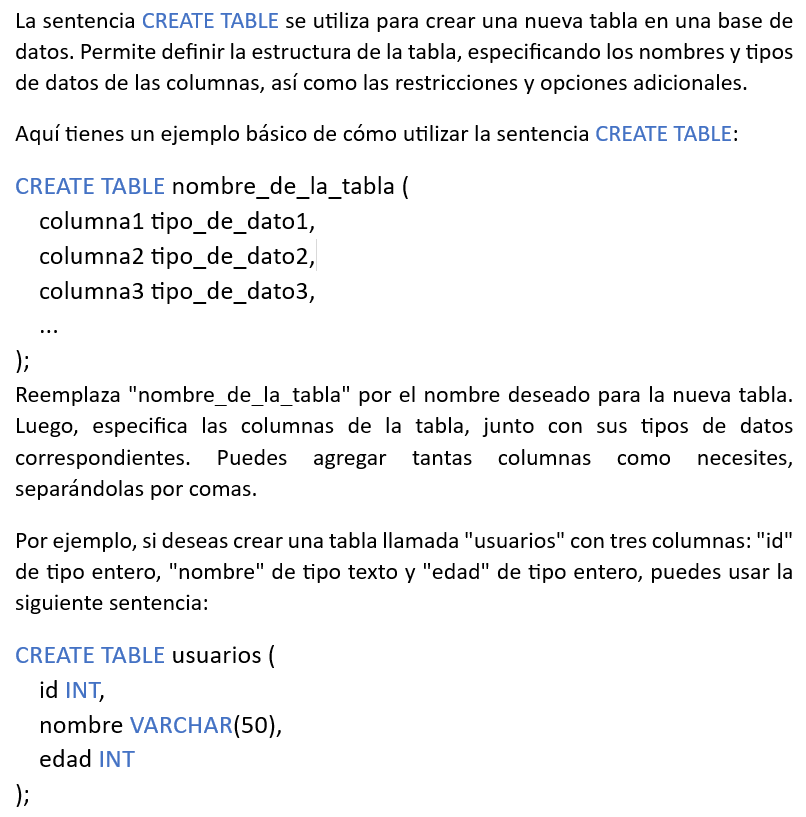 La sentencia CREATE TABLE se utiliza para crear una nueva tabla en una base de
datos. Permite definir la estructura de la tabla, especificando los nombres y tipos
de datos de las columnas, así como las restricciones y opciones adicionales.
Aquí tienes un ejemplo básico de cómo utilizar la sentencia CREATE TABLE:
CREATE TABLE nombre_de_la_tabla (
columna1 tipo_de_dato1,
columna2 tipo_de_dato2,
columna3 tipo_de_dato3,
...
);
Reemplaza "nombre_de_la_tabla" por el nombre deseado para la nueva tabla.
Luego, especifica las columnas de la tabla, junto con sus tipos de datos
correspondientes. Puedes agregar tantas columnas como necesites,
separándolas por comas.
Por ejemplo, si deseas crear una tabla llamada "usuarios" con tres columnas: "id"
de tipo entero, "nombre" de tipo texto y "edad" de tipo entero, puedes usar la
siguiente sentencia:
CREATE TABLE usuarios (
id INT,
nombre VARCHAR(50),
edad INT
);